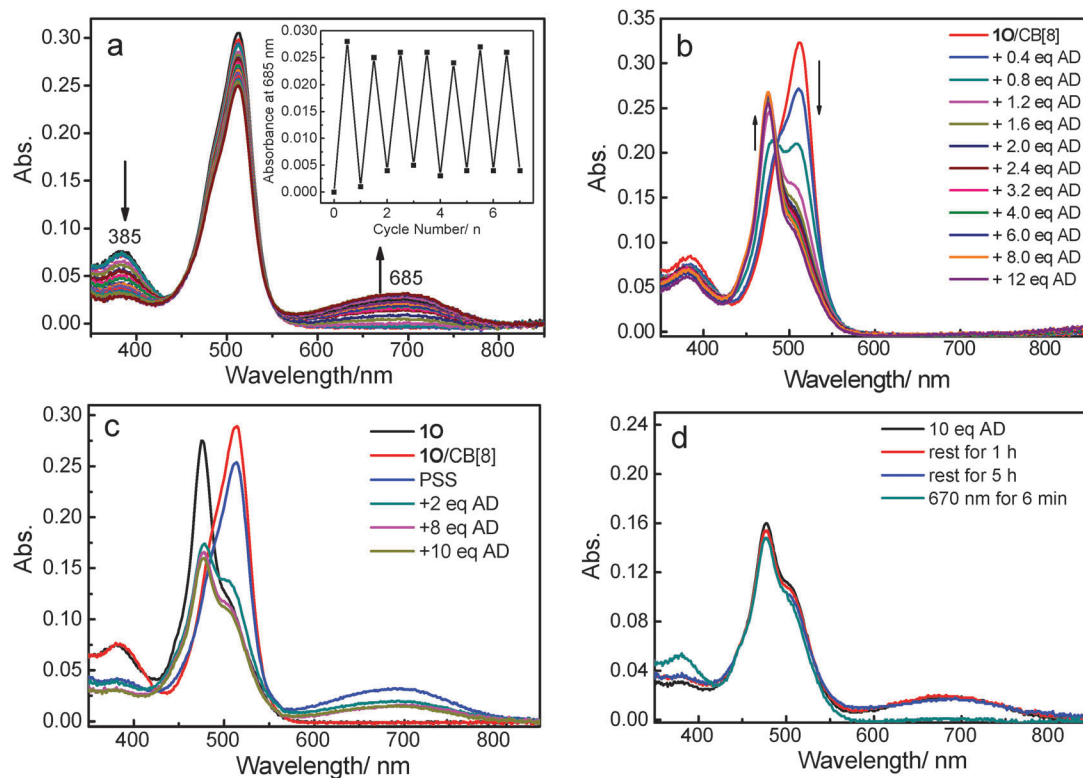 a
385
685
Abs.
0.30
0.25
0.20
0.15
0.10
0.05
0.00
400
500
600
700
800
Wavelength/nm
Absorbance at 685 nm
0.030
0.025
0.020
0.015
0.010
0.005
0.000
0
2
4
6
Cycle Number/ n
b
Abs.
0.35
0.30
0.25
0.20
0.15
0.10
0.05
0.00
400
500
600
700
800
Wavelength/ nm
1O/CB[8]
+ 0.4 eq AD
+ 0.8 eq AD
+ 1.2 eq AD
+ 1.6 eq AD
+ 2.0 eq AD
+ 2.4 eq AD
+ 3.2 eq AD
+ 4.0 eq AD
+ 6.0 eq AD
+ 8.0 eq AD
+ 12 eq AD
c
Abs.
0.30
0.25
0.20
0.15
0.10
0.05
0.00
400
500
600
700
800
Wavelength/ nm
1O
1O/CB[8]
PSS
+2 eq AD
+8 eq AD
+10 eq AD
d
Abs.
0.24
0.20
0.16
0.12
0.08
0.04
0.00
400
500
600
700
800
Wavelength/ nm
10 eq AD
rest for 1 h
rest for 5 h
670 nm for 6 min